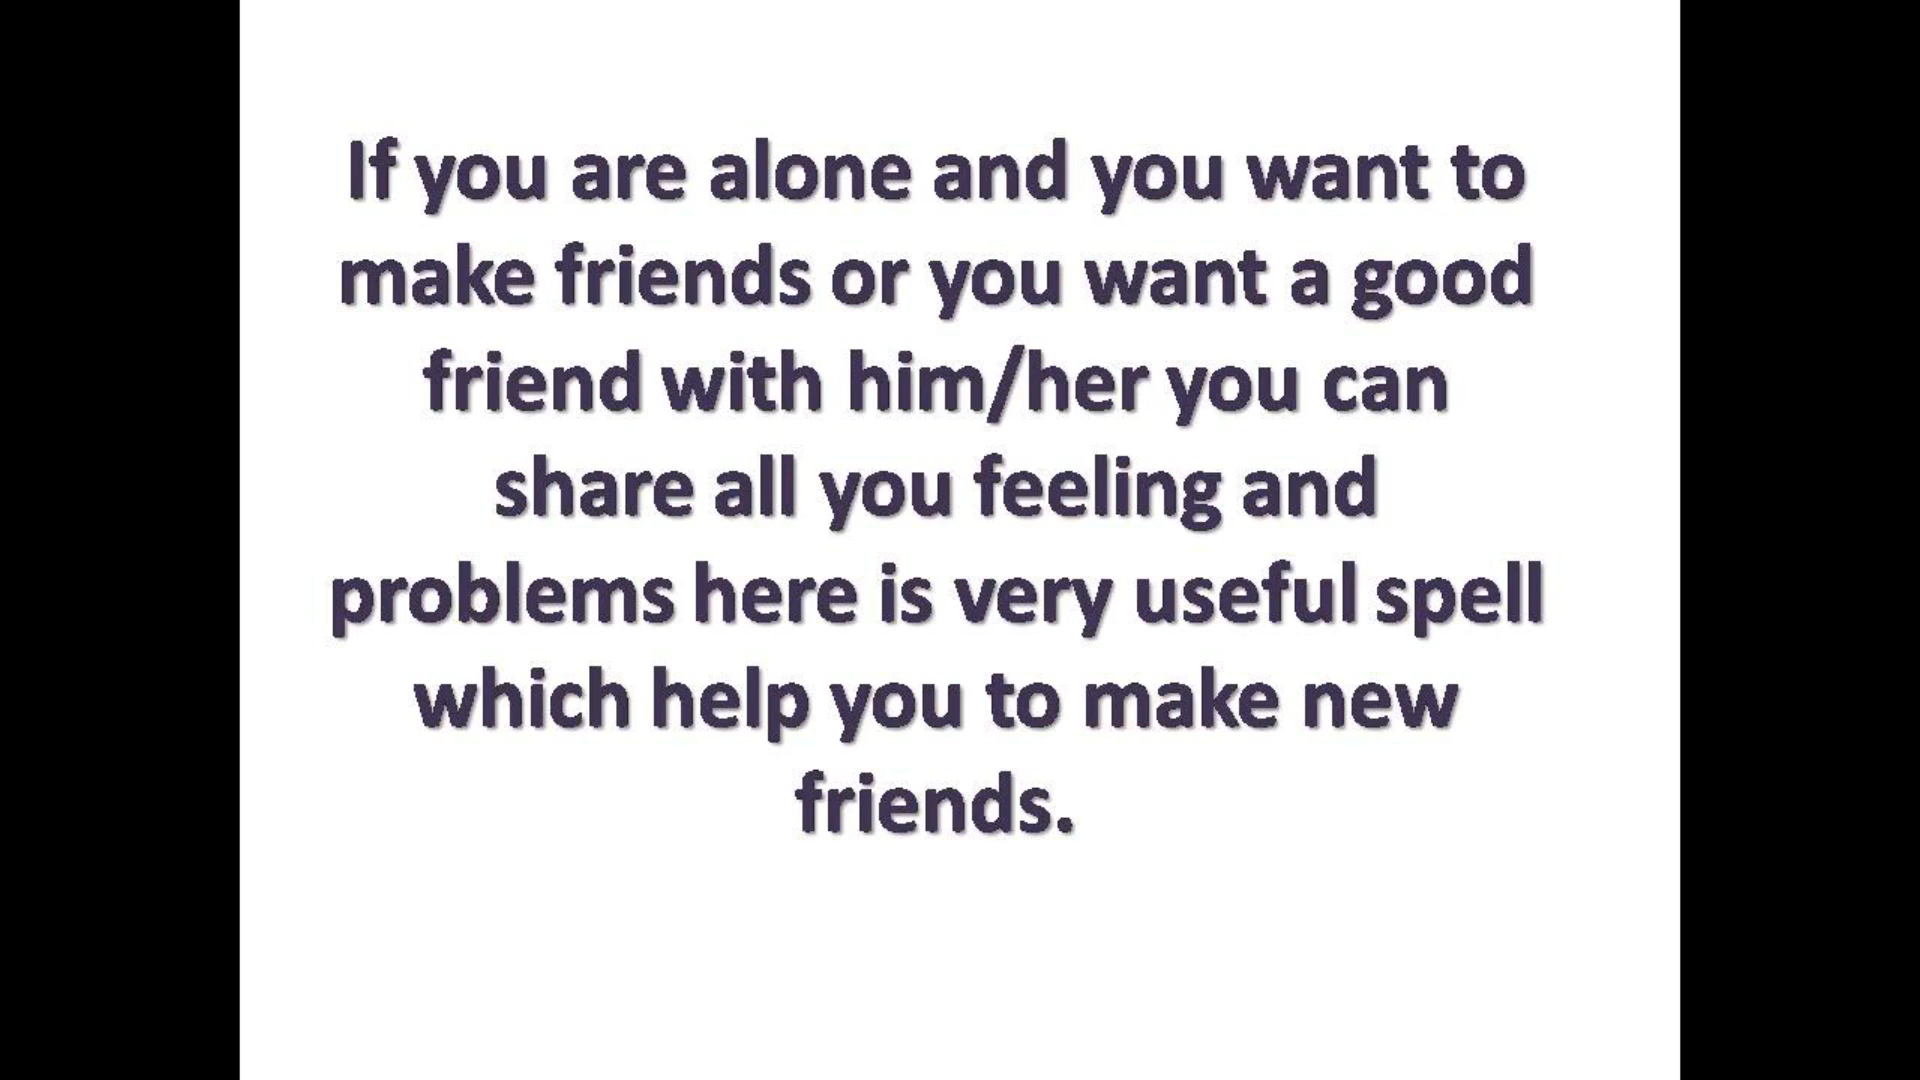 If you are alone and you want to
make friends or you want a good
friend with him/her you can
share all you feeling and
problems here is very useful spell
which help you to make new
friends.